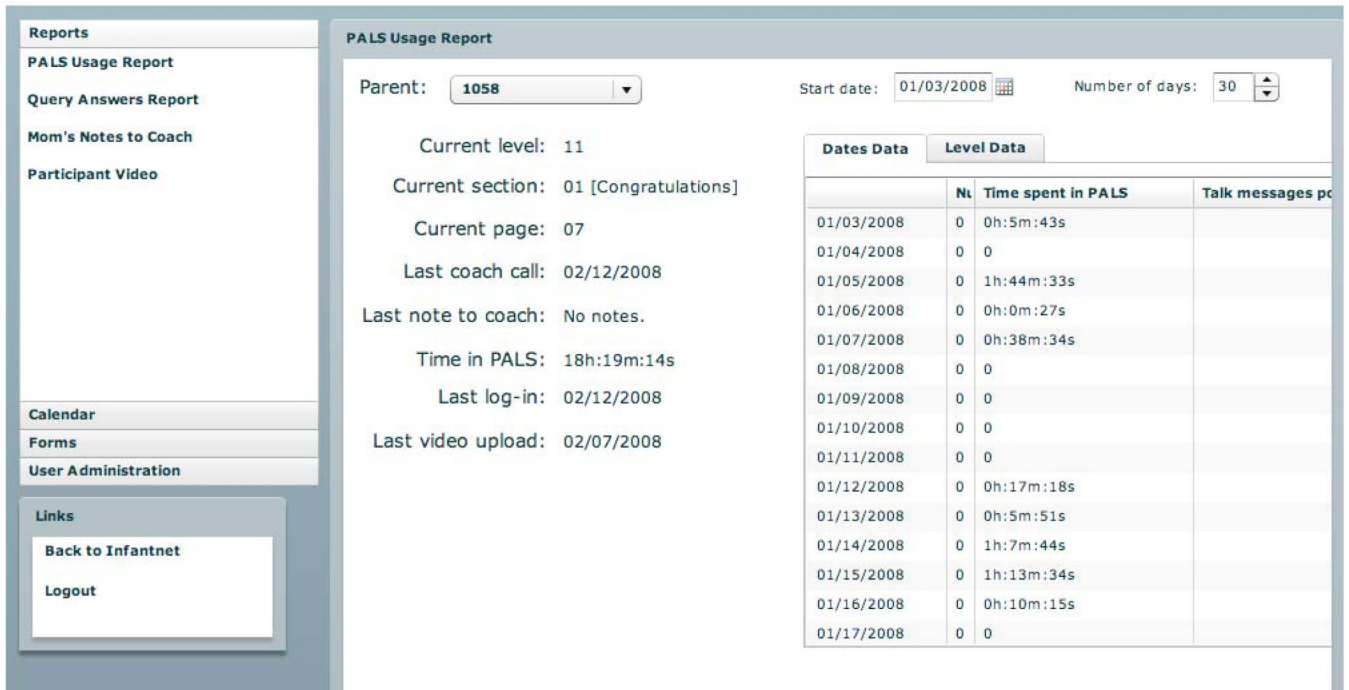 Reports
PALS Usage Report
Query Answers Report
Mom's Notes to Coach
Participant Video
Calendar
Forms
User Administration
Links
Back to Infantnet
Logout
PALS Usage Report
Parent: 1058
Start date: 01/03/2008 Number of days: 30
Current level: 11
Current section: 01 [Congratulations]
Current page: 07
Last coach call: 02/12/2008
Last note to coach: No notes.
Time in PALS: 18h:19m:14s
Last log-in: 02/12/2008
Last video upload: 02/07/2008
Dates Data Level Data
Time spent in PALS Talk messages
01/03/2008 0 0h:5m:43s
01/04/2008 0 0
01/05/2008 0 1h:44m:33s
01/06/2008 0 0h:0m:27s
01/07/2008 0 0h:38m:34s
01/08/2008 0 0
01/09/2008 0 0
01/10/2008 0 0
01/11/2008 0 0
01/12/2008 0 0h:17m:18s
01/13/2008 0 0h:5m:51s
01/14/2008 0 1h:7m:44s
01/15/2008 0 1h:13m:34s
01/16/2008 0 0h:10m:15s
01/17/2008 0 0